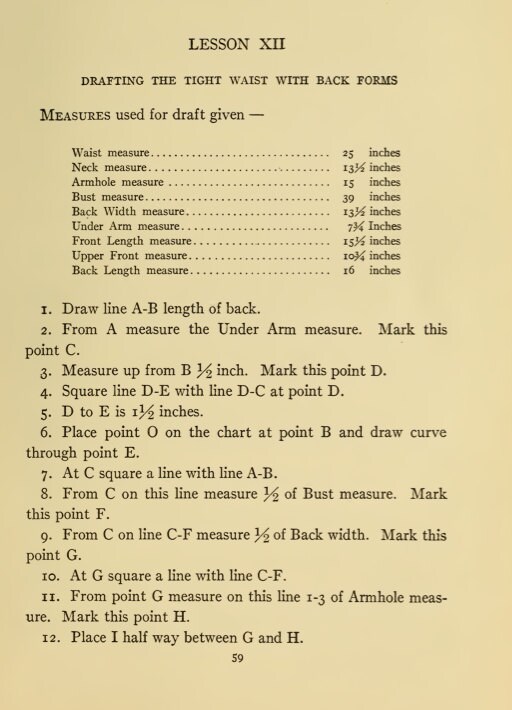 LESSON XII
DRAFTING THE TIGHT WAIST WITH BACK FORMS
MEASURES used for draft given —
Waist measure.............................. 25 inches
Neck measure.............................. 13½ inches
Armhole measure .......................... 15 inches
Bust measure.............................. 39 inches
Back Width measure........................ 13½ inches
Under Arm measure......................... 7¾ Inches
Front Length measure...................... 15½ inches
Upper Front measure....................... 10¾ inches
Back Length measure....................... 16 inches
1. Draw line A-B length of back.
2. From A measure the Under Arm measure. Mark this
point C.
3. Measure up from B ½ inch. Mark this point D.
4. Square line D-E with line D-C at point D.
5. D to E is 1½ inches.
6. Place point O on the chart at point B and draw curve
through point E.
7. At C square a line with line A-B.
8. From C on this line measure ½ of Bust measure. Mark
this point F.
9. From C on line C-F measure ½ of Back width. Mark this
point G.
10. At G square a line with line C-F.
11. From point G measure on this line 1-3 of Armhole meas-
ure. Mark this point H.
12. Place I half way between G and H.
59